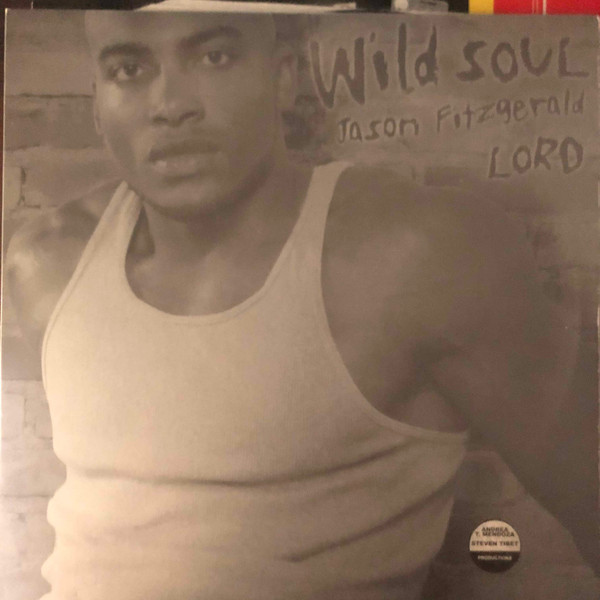 Wild SOUL
Jason Fitzgerald
LORD
ANDREA
T. MENDOZA
STEVEN TIBET
PRODUCTIONS